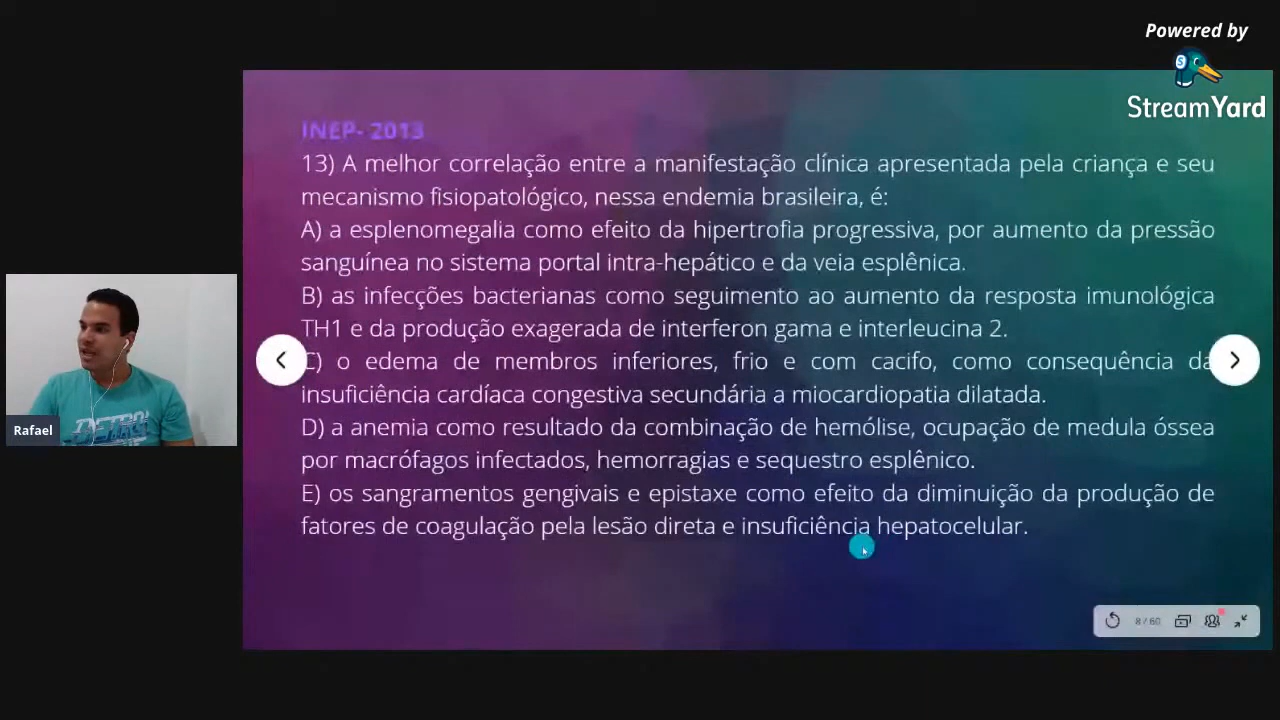 Powered by
StreamYard
INEP- 2013
13) A melhor correlação entre a manifestação clínica apresentada pela criança e seu
mecanismo fisiopatológico, nessa endemia brasileira, é:
A) a esplenomegalia como efeito da hipertrofia progressiva, por aumento da pressão
sanguínea no sistema portal intra-hepático e da veia esplênica.
B) as infecções bacterianas como seguimento ao aumento da resposta imunológica
TH1 e da produção exagerada de interferon gama e interleucina 2.
C) o edema de membros inferiores, frio e com cacifo, como consequência da
insuficiência cardíaca congestiva secundária a miocardiopatia dilatada.
D) a anemia como resultado da combinação de hemólise, ocupação de medula óssea
por macrófagos infectados, hemorragias e sequestro esplênico.
E) os sangramentos gengivais e epistaxe como efeito da diminuição da produção de
fatores de coagulação pela lesão direta e insuficiência hepatocelular.
Rafael
8 / 60